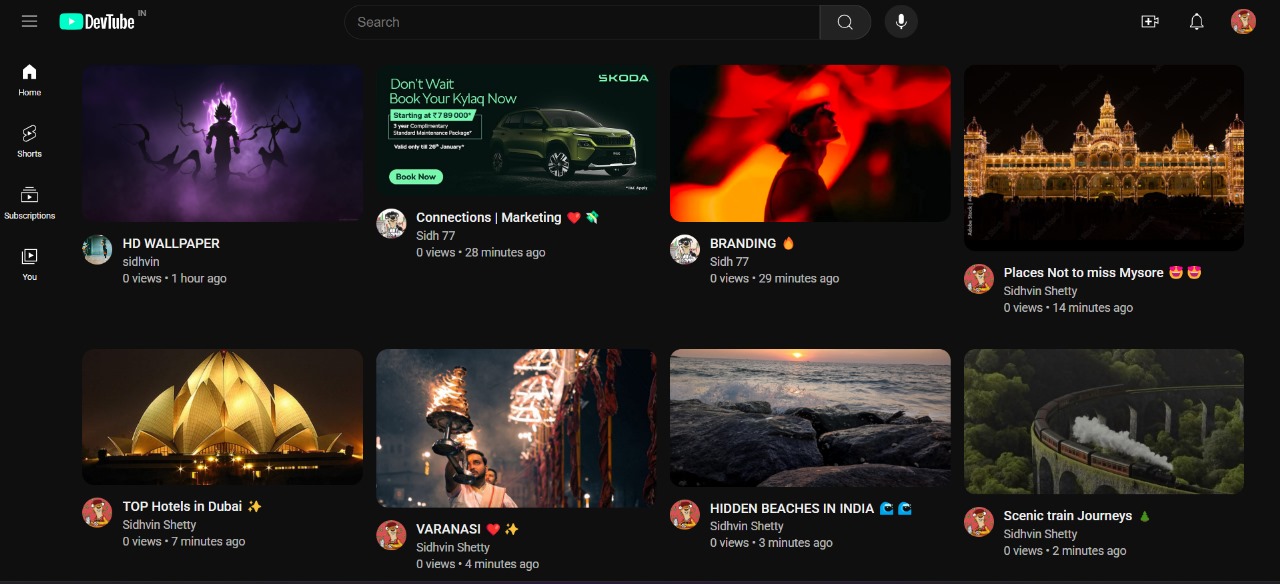 DevTube IN
Search
Home
Shorts
Subscriptions
You
HD WALLPAPER
sidhvin
0 views • 1 hour ago
Don't Wait
Book Your Kylaq Now
SKODA
Starting at ₹7 89 000*
3 year Complimentary
Standard Maintenance Package*
Valid only till 26th January*
Book Now
Connections | Marketing ❤️ 💸
Sidh 77
0 views • 28 minutes ago
BRANDING 🔥
Sidh 77
0 views • 29 minutes ago
Adobe Stock
Places Not to miss Mysore 🤩 🤩
Sidhvin Shetty
0 views • 14 minutes ago
TOP Hotels in Dubai ✨
Sidhvin Shetty
0 views • 7 minutes ago
VARANASI ❤️ ✨
Sidhvin Shetty
0 views • 4 minutes ago
HIDDEN BEACHES IN INDIA 🌊 🌊
Sidhvin Shetty
0 views • 3 minutes ago
Scenic train Journeys 🌲
Sidhvin Shetty
0 views • 2 minutes ago